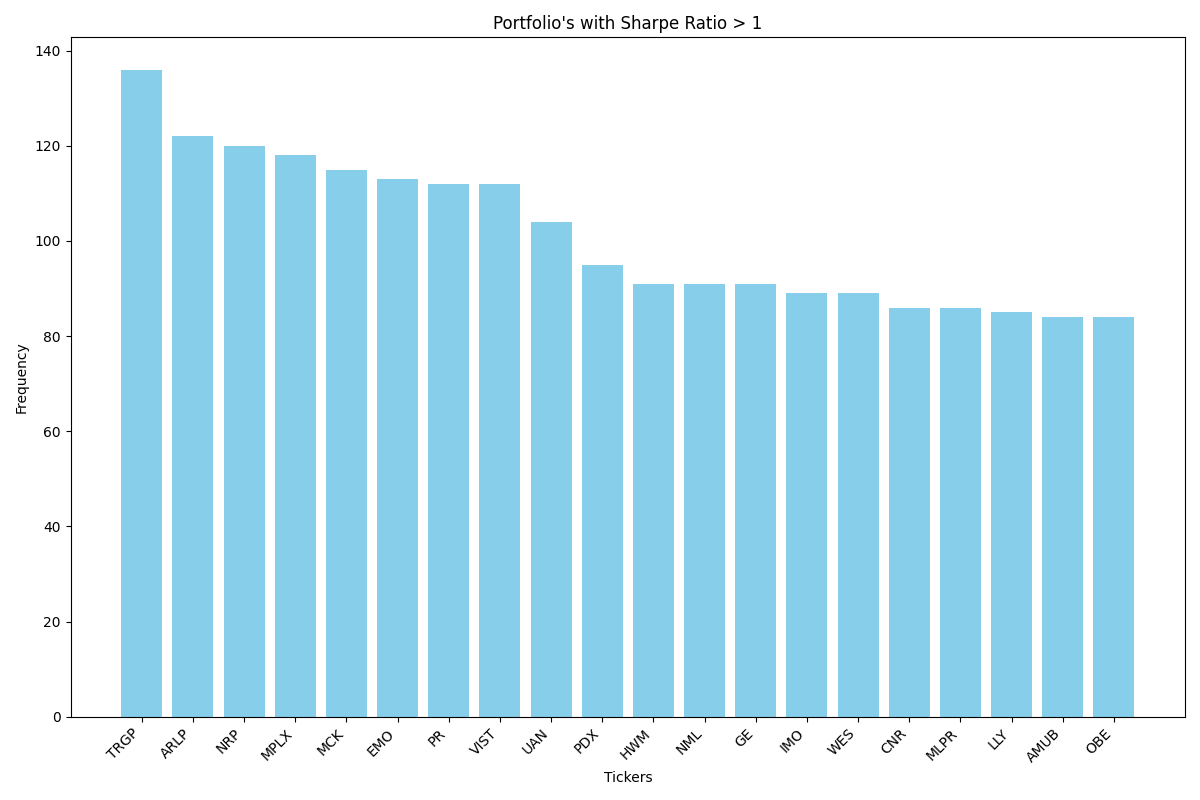 Portfolio's with Sharpe Ratio > 1
140
120
100
80
60
40
20
0
Frequency
TRGP
ARLP
NRP
MPLX
MCK
EMO
PR
VIST
UAN
PDX
HWM
NML
GE
IMO
WES
CNR
MLPR
LLY
AMUB
OBE
Tickers